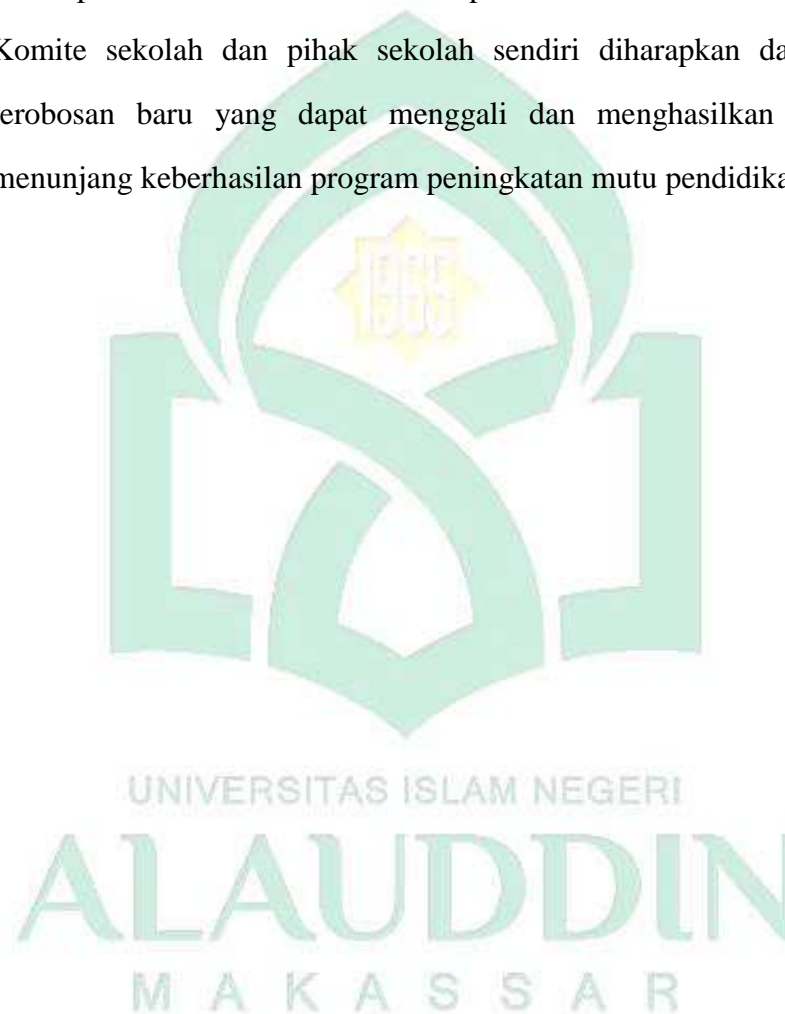 Komite sekolah dan pihak sekolah sendiri diharapkan da
erobosan baru yang dapat menggali dan menghasilkan
menunjang keberhasilan program peningkatan mutu pendidika
1965
UNIVERSITAS ISLAM NEGERI
ALAUDDIN
MAKASSAR